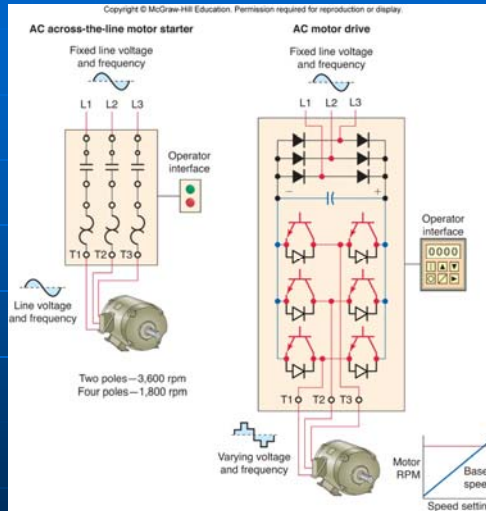 Copyright © McGraw-Hill Education. Permission required for reproduction or display.
AC across-the-line motor starter
Fixed line voltage
and frequency
L1 L2 L3
Operator
interface
T1 T2 T3
Line voltage
and frequency
Two poles—3,600 rpm
Four poles—1,800 rpm
AC motor drive
Fixed line voltage
and frequency
L1 L2 L3
− +
Operator
interface
0000
T1 T2 T3
Varying voltage
and frequency
Motor
RPM
Base
speed
Speed setting